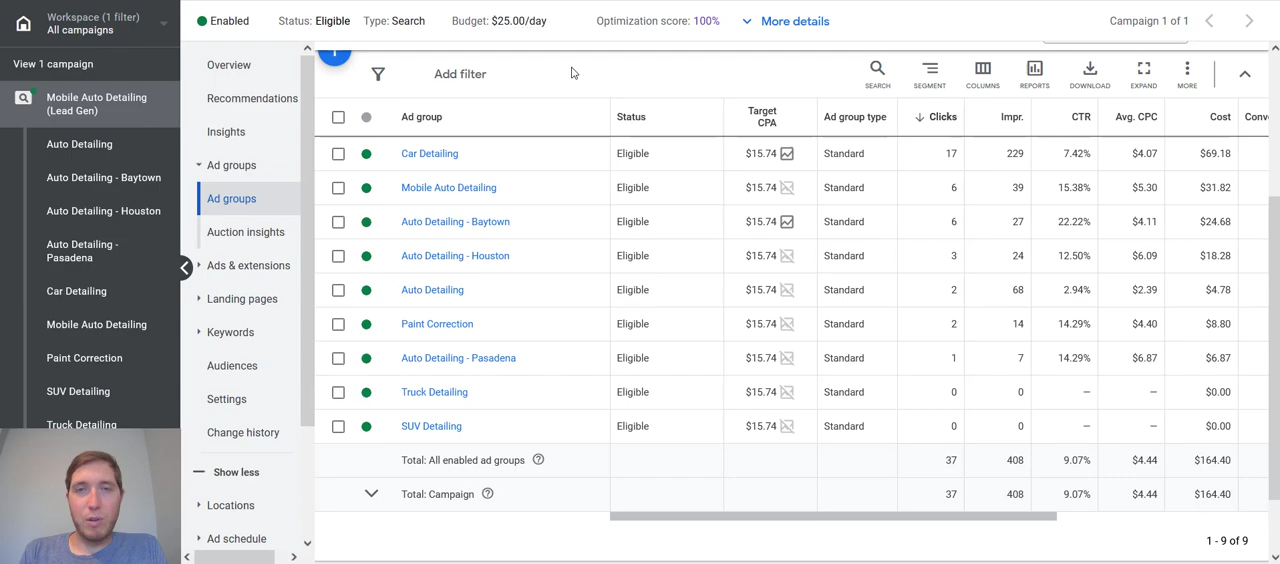 Workspace (1 filter)
All campaigns
Enabled
Status: Eligible
Type: Search
Budget: $25.00/day
Optimization score: 100%
More details
Campaign 1 of 1
View 1 campaign
Mobile Auto Detailing
(Lead Gen)
Auto Detailing
Auto Detailing - Baytown
Auto Detailing - Houston
Auto Detailing -
Pasadena
Car Detailing
Mobile Auto Detailing
Paint Correction
SUV Detailing
Truck Detailing
Overview
Recommendations
Insights
Ad groups
Ad groups
Auction insights
Ads & extensions
Landing pages
Keywords
Audiences
Settings
Change history
Show less
Locations
Ad schedule
Add filter
SEARCH
SEGMENT
COLUMNS
REPORTS
DOWNLOAD
EXPAND
MORE
Ad group Status Target CPA Ad group type Clicks Impr. CTR Avg. CPC Cost Conv
Car Detailing Eligible $15.74 Standard 17 229 7.42% $4.07 $69.18
Mobile Auto Detailing Eligible $15.74 Standard 6 39 15.38% $5.30 $31.82
Auto Detailing - Baytown Eligible $15.74 Standard 6 27 22.22% $4.11 $24.68
Auto Detailing - Houston Eligible $15.74 Standard 3 24 12.50% $6.09 $18.28
Auto Detailing Eligible $15.74 Standard 2 68 2.94% $2.39 $4.78
Paint Correction Eligible $15.74 Standard 2 14 14.29% $4.40 $8.80
Auto Detailing - Pasadena Eligible $15.74 Standard 1 7 14.29% $6.87 $6.87
Truck Detailing Eligible $15.74 Standard 0 0 — — $0.00
SUV Detailing Eligible $15.74 Standard 0 0 — — $0.00
Total: All enabled ad groups 37 408 9.07% $4.44 $164.40
Total: Campaign 37 408 9.07% $4.44 $164.40
1 - 9 of 9